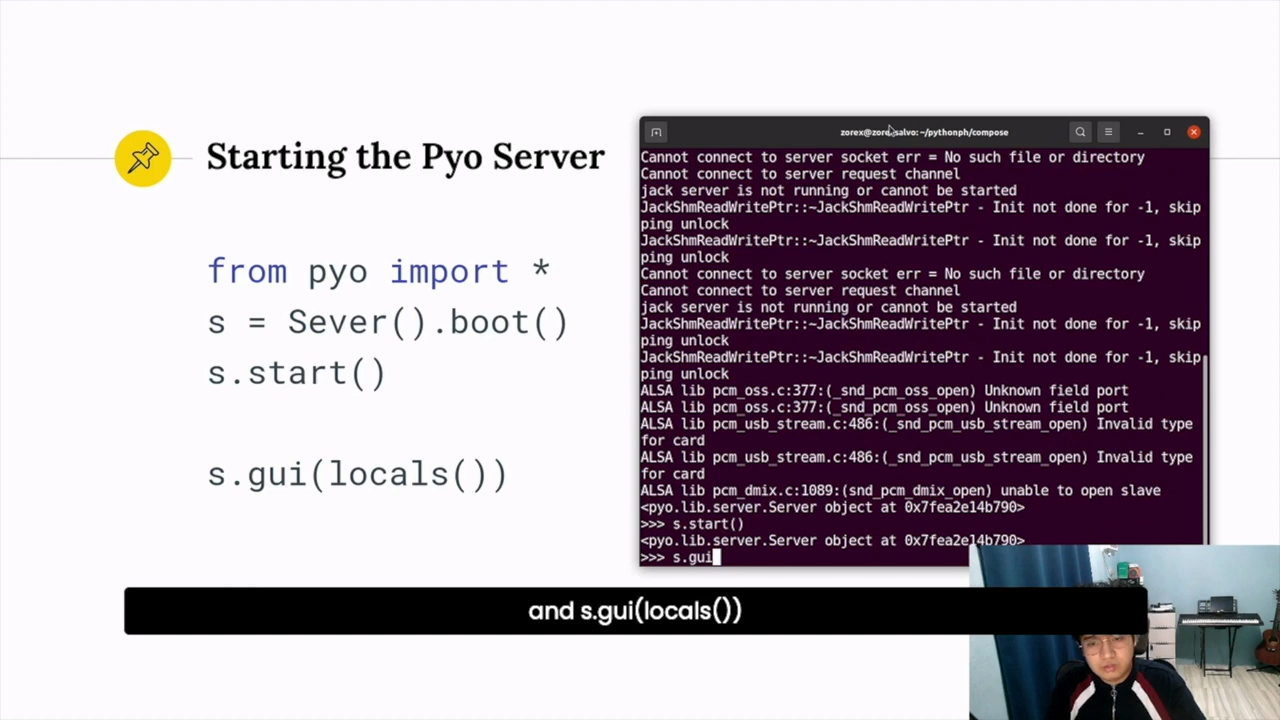 Starting the Pyo Server
from pyo import *
s = Sever().boot()
s.start()
s.gui(locals())
zorex@zorexsalvo: ~/pythonph/compose
Cannot connect to server socket err = No such file or directory
Cannot connect to server request channel
jack server is not running or cannot be started
JackShmReadWritePtr::~JackShmReadWritePtr - Init not done for -1, skip
ping unlock
JackShmReadWritePtr::~JackShmReadWritePtr - Init not done for -1, skip
ping unlock
Cannot connect to server socket err = No such file or directory
Cannot connect to server request channel
jack server is not running or cannot be started
JackShmReadWritePtr::~JackShmReadWritePtr - Init not done for -1, skip
ping unlock
JackShmReadWritePtr::~JackShmReadWritePtr - Init not done for -1, skip
ping unlock
ALSA lib pcm_oss.c:377:(_snd_pcm_oss_open) Unknown field port
ALSA lib pcm_oss.c:377:(_snd_pcm_oss_open) Unknown field port
ALSA lib pcm_usb_stream.c:486:(_snd_pcm_usb_stream_open) Invalid type
for card
ALSA lib pcm_usb_stream.c:486:(_snd_pcm_usb_stream_open) Invalid type
for card
ALSA lib pcm_dmix.c:1089:(snd_pcm_dmix_open) unable to open slave
<pyo.lib.server.Server object at 0x7fea2e14b790>
>>> s.start()
<pyo.lib.server.Server object at 0x7fea2e14b790>
>>> s.gui
and s.gui(locals())